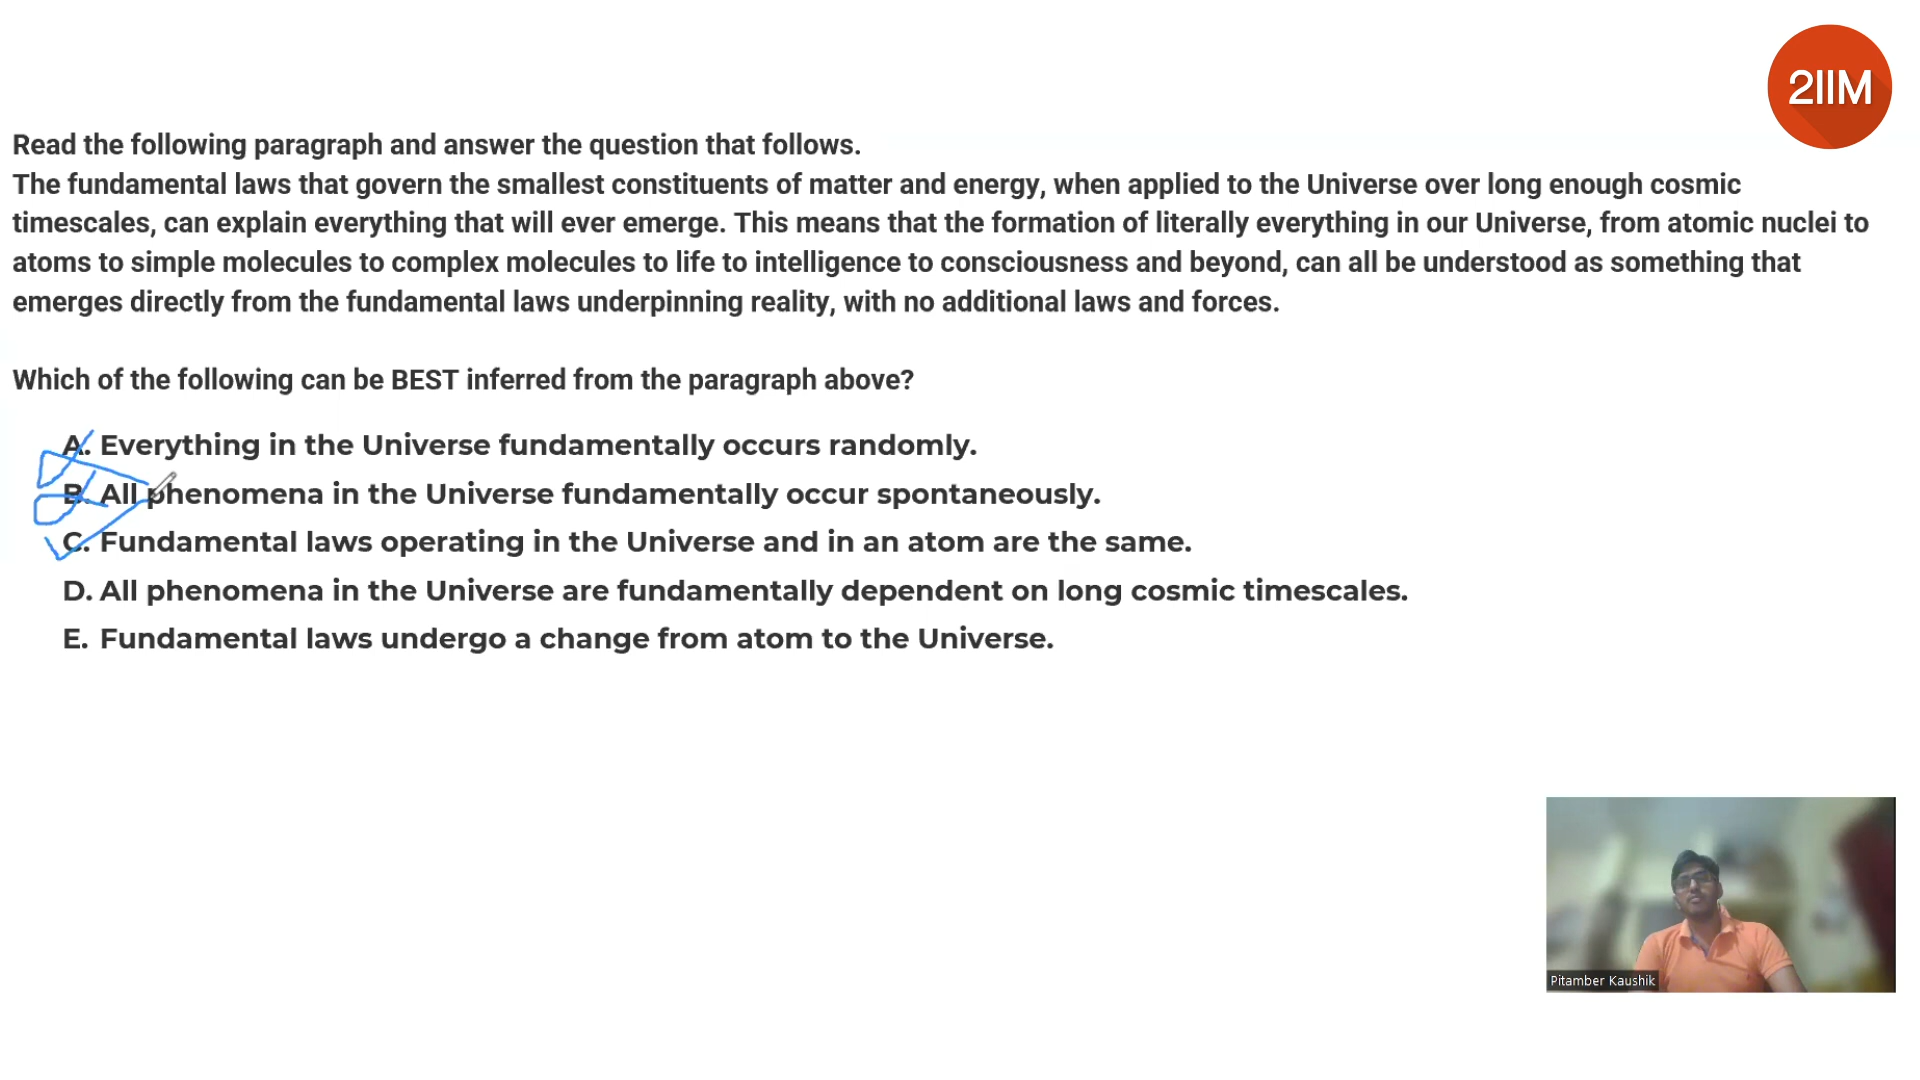 2IIM
Read the following paragraph and answer the question that follows.
The fundamental laws that govern the smallest constituents of matter and energy, when applied to the Universe over long enough cosmic
timescales, can explain everything that will ever emerge. This means that the formation of literally everything in our Universe, from atomic nuclei to
atoms to simple molecules to complex molecules to life to intelligence to consciousness and beyond, can all be understood as something that
emerges directly from the fundamental laws underpinning reality, with no additional laws and forces.
Which of the following can be BEST inferred from the paragraph above?
A. Everything in the Universe fundamentally occurs randomly.
B. All phenomena in the Universe fundamentally occur spontaneously.
C. Fundamental laws operating in the Universe and in an atom are the same.
D. All phenomena in the Universe are fundamentally dependent on long cosmic timescales.
E. Fundamental laws undergo a change from atom to the Universe.
Pitamber Kaushik